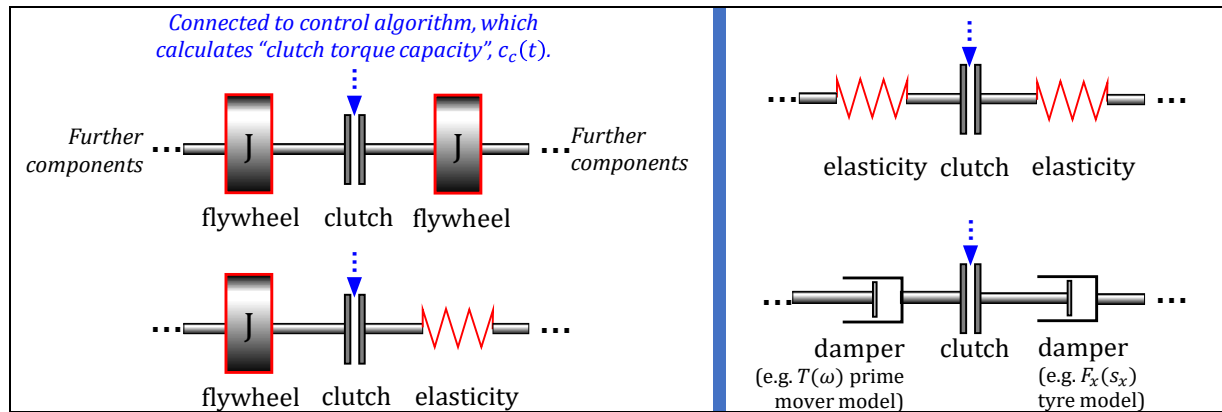 Connected to control algorithm, which
calculates “clutch torque capacity”, c_c(t).
Further
components
...
J
J
...
Further
components
flywheel
clutch
flywheel
...
J
...
flywheel
clutch
elasticity
...
...
elasticity
clutch
elasticity
...
...
damper
(e.g. T(ω) prime
mover model)
clutch
damper
(e.g. F_x(s_x)
tyre model)